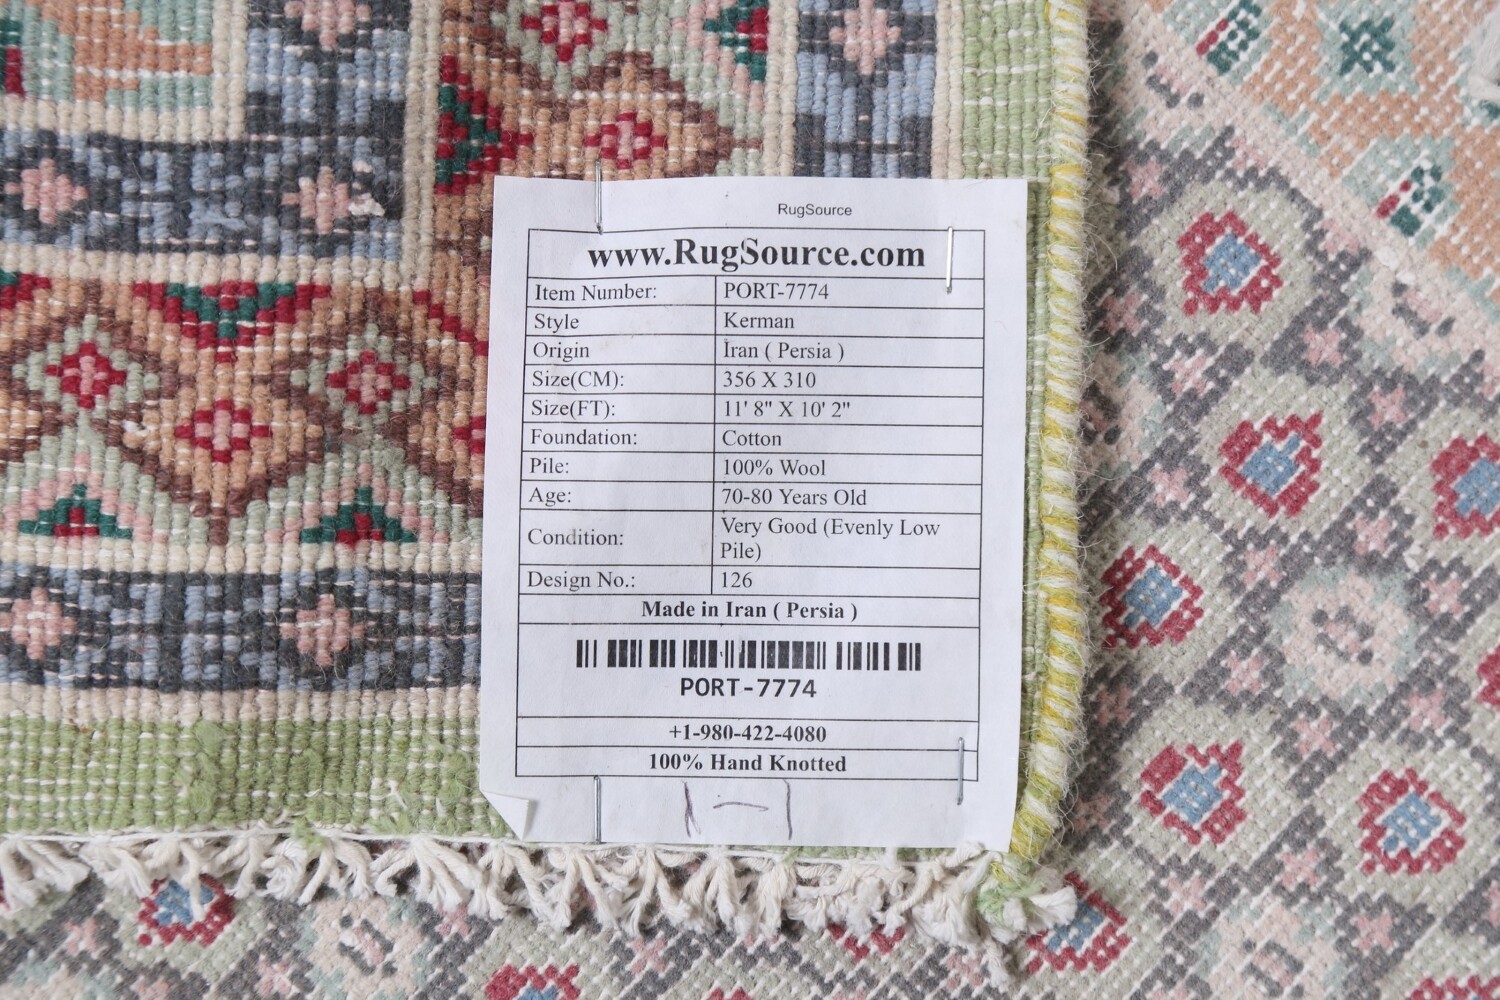 RugSource
www.RugSource.com
Item Number: PORT-7774
Style Kerman
Origin Iran ( Persia )
Size(CM): 356 X 310
Size(FT): 11' 8" X 10' 2"
Foundation: Cotton
Pile: 100% Wool
Age: 70-80 Years Old
Condition: Very Good (Evenly Low
Pile)
Design No.: 126
Made in Iran ( Persia )
PORT-7774
+1-980-422-4080
100% Hand Knotted